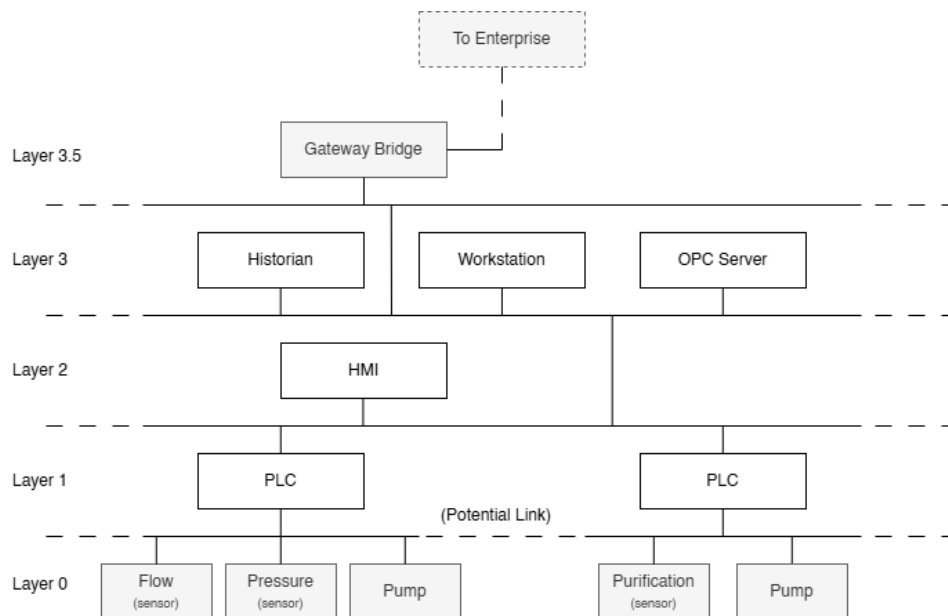 To Enterprise
Gateway Bridge
Layer 3.5
Layer 3
Historian
Workstation
OPC Server
Layer 2
HMI
Layer 1
PLC
PLC
(Potential Link)
Layer 0
Flow
(sensor)
Pressure
(sensor)
Pump
Purification
(sensor)
Pump